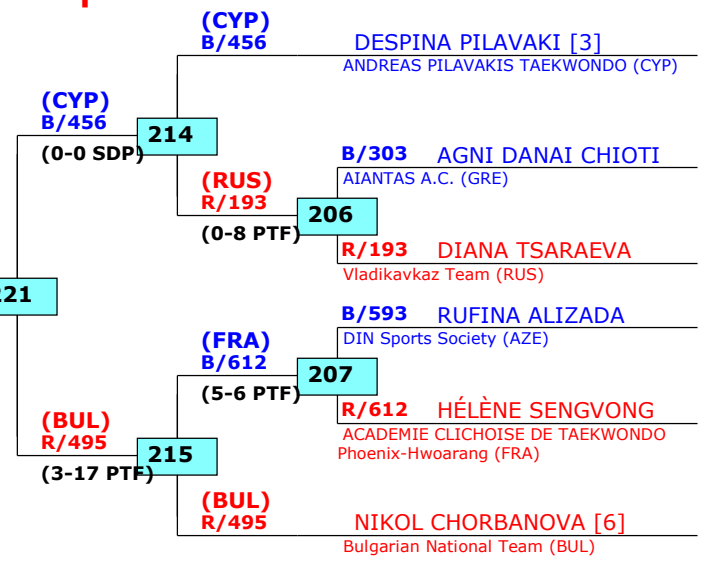 (CYP)
B/456
DESPINA PILAVAKI [3]
ANDREAS PILAVAKIS TAEKWONDO (CYP)
(CYP)
B/456
214
(0-0 SDP)
B/303 AGNI DANAI CHIOTI
AIANTAS A.C. (GRE)
(RUS)
R/193
206
(0-8 PTF)
R/193 DIANA TSARAEVA
Vladikavkaz Team (RUS)
221
B/593 RUFINA ALIZADA
DIN Sports Society (AZE)
(FRA)
B/612
207
(5-6 PTF)
R/612 HÉLÈNE SENGVONG
ACADEMIE CLICHOISE DE TAEKWONDO
Phoenix-Hwoarang (FRA)
(BUL)
R/495
215
(3-17 PTF)
(BUL)
R/495
NIKOL CHORBANOVA [6]
Bulgarian National Team (BUL)